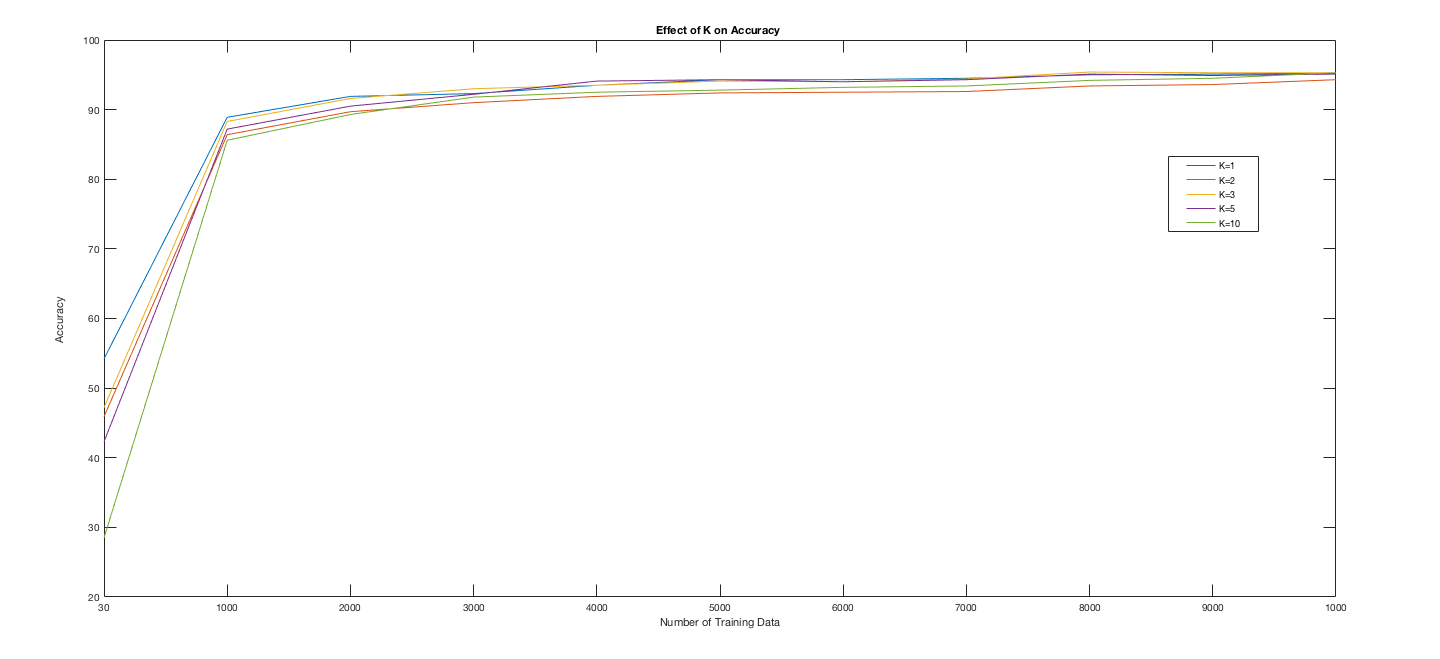 Effect of K on Accuracy
100
90
80
70
60
50
40
30
20
Accuracy
K=1
K=2
K=3
K=5
K=10
30 1000 2000 3000 4000 5000 6000 7000 8000 9000 1000
Number of Training Data